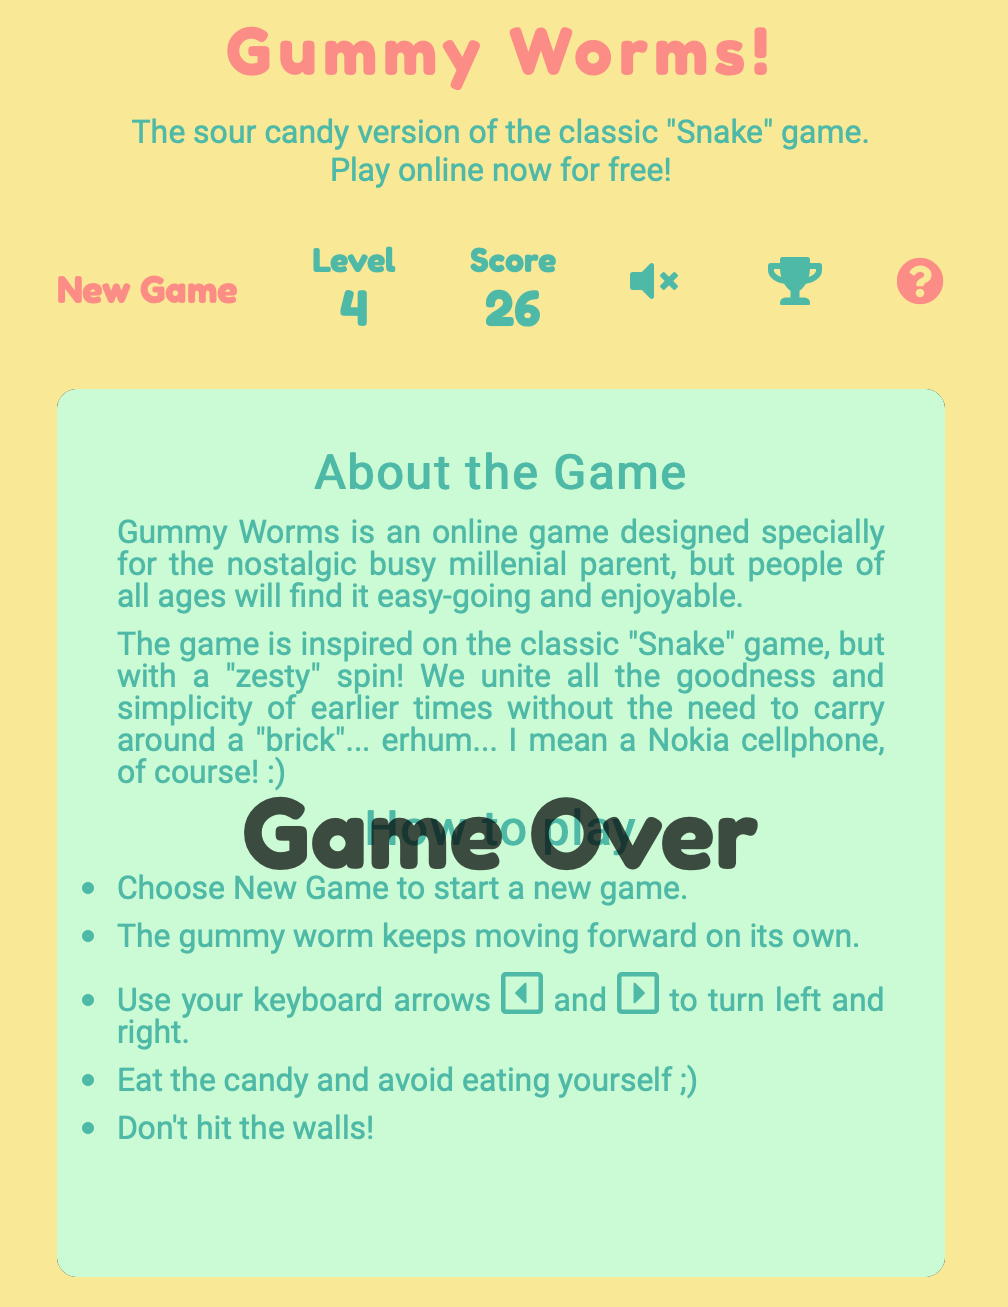 Gummy Worms!
The sour candy version of the classic "Snake" game.
Play online now for free!
New Game
Level
4
Score
26
About the Game
Gummy Worms is an online game designed specially
for the nostalgic busy millenial parent, but people of
all ages will find it easy-going and enjoyable.
The game is inspired on the classic "Snake" game, but
with a "zesty" spin! We unite all the goodness and
simplicity of earlier times without the need to carry
around a "brick"... erhum... I mean a Nokia cellphone,
of course! :)
How to play
Game Over
• Choose New Game to start a new game.
• The gummy worm keeps moving forward on its own.
• Use your keyboard arrows and to turn left and
right.
• Eat the candy and avoid eating yourself ;)
• Don't hit the walls!